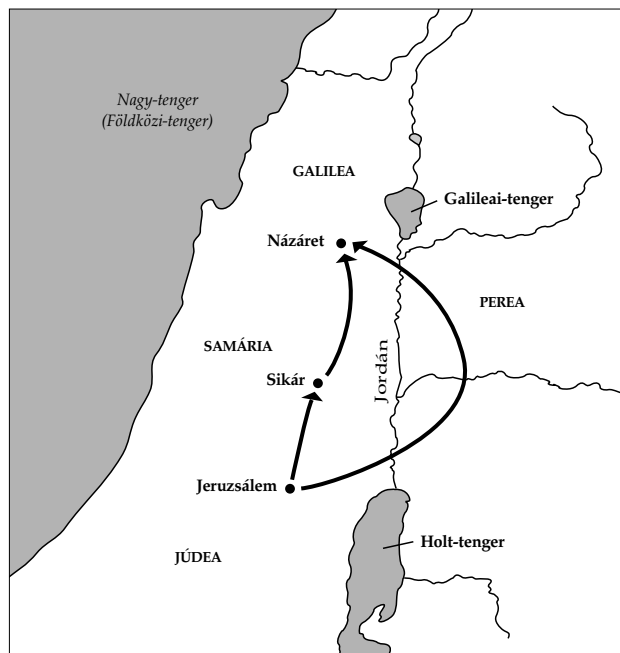 Nagy-tenger
(Földközi-tenger)
GALILEA
Galileai-tenger
Názáret
PEREA
SAMÁRIA
Jordán
Sikár
Jeruzsálem
Holt-tenger
JÚDEA